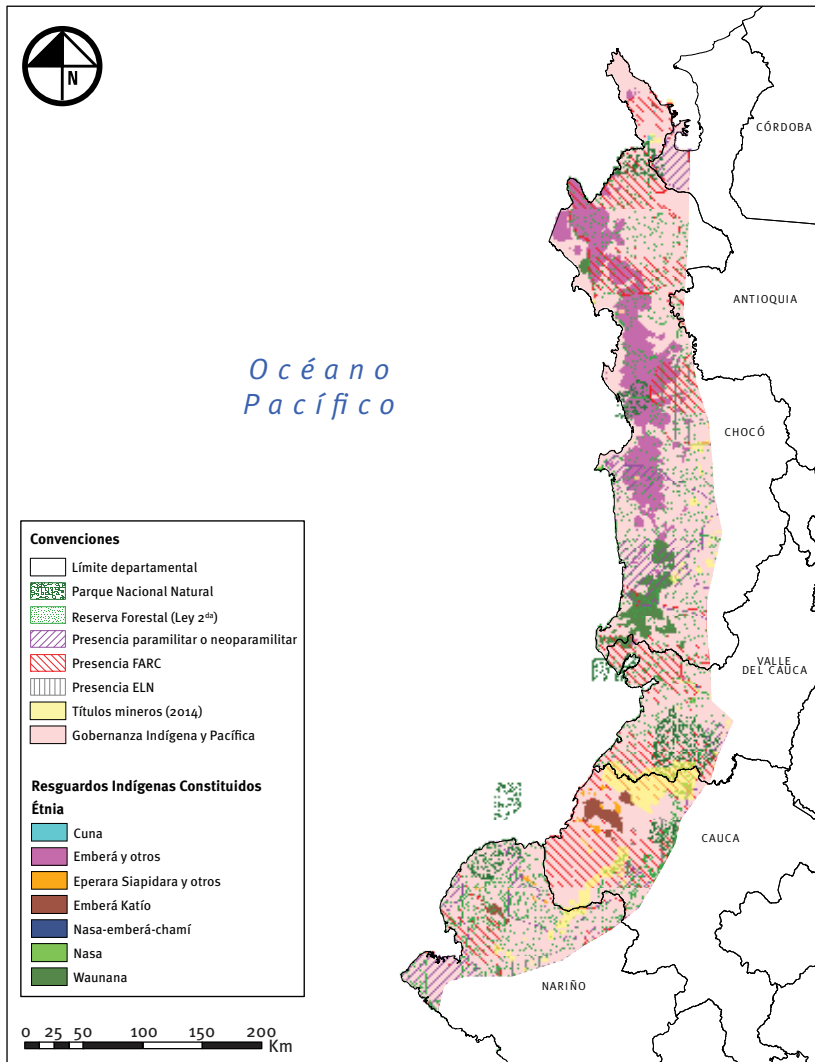 N
CÓRDOBA
ANTIOQUIA
Océano
Pacífico
CHOCÓ
VALLE
DEL CAUCA
CAUCA
NARIÑO
Convenciones
Límite departamental
Parque Nacional Natural
Reserva Forestal (Ley 2da)
Presencia paramilitar o neoparamilitar
Presencia FARC
Presencia ELN
Títulos mineros (2014)
Gobernanza Indígena y Pacífica
Resguardos Indígenas Constituidos
Étnia
Cuna
Emberá y otros
Eperara Siapidara y otros
Emberá Katío
Nasa-emberá-chamí
Nasa
Waunana
0 25 50 100 150 200
Km